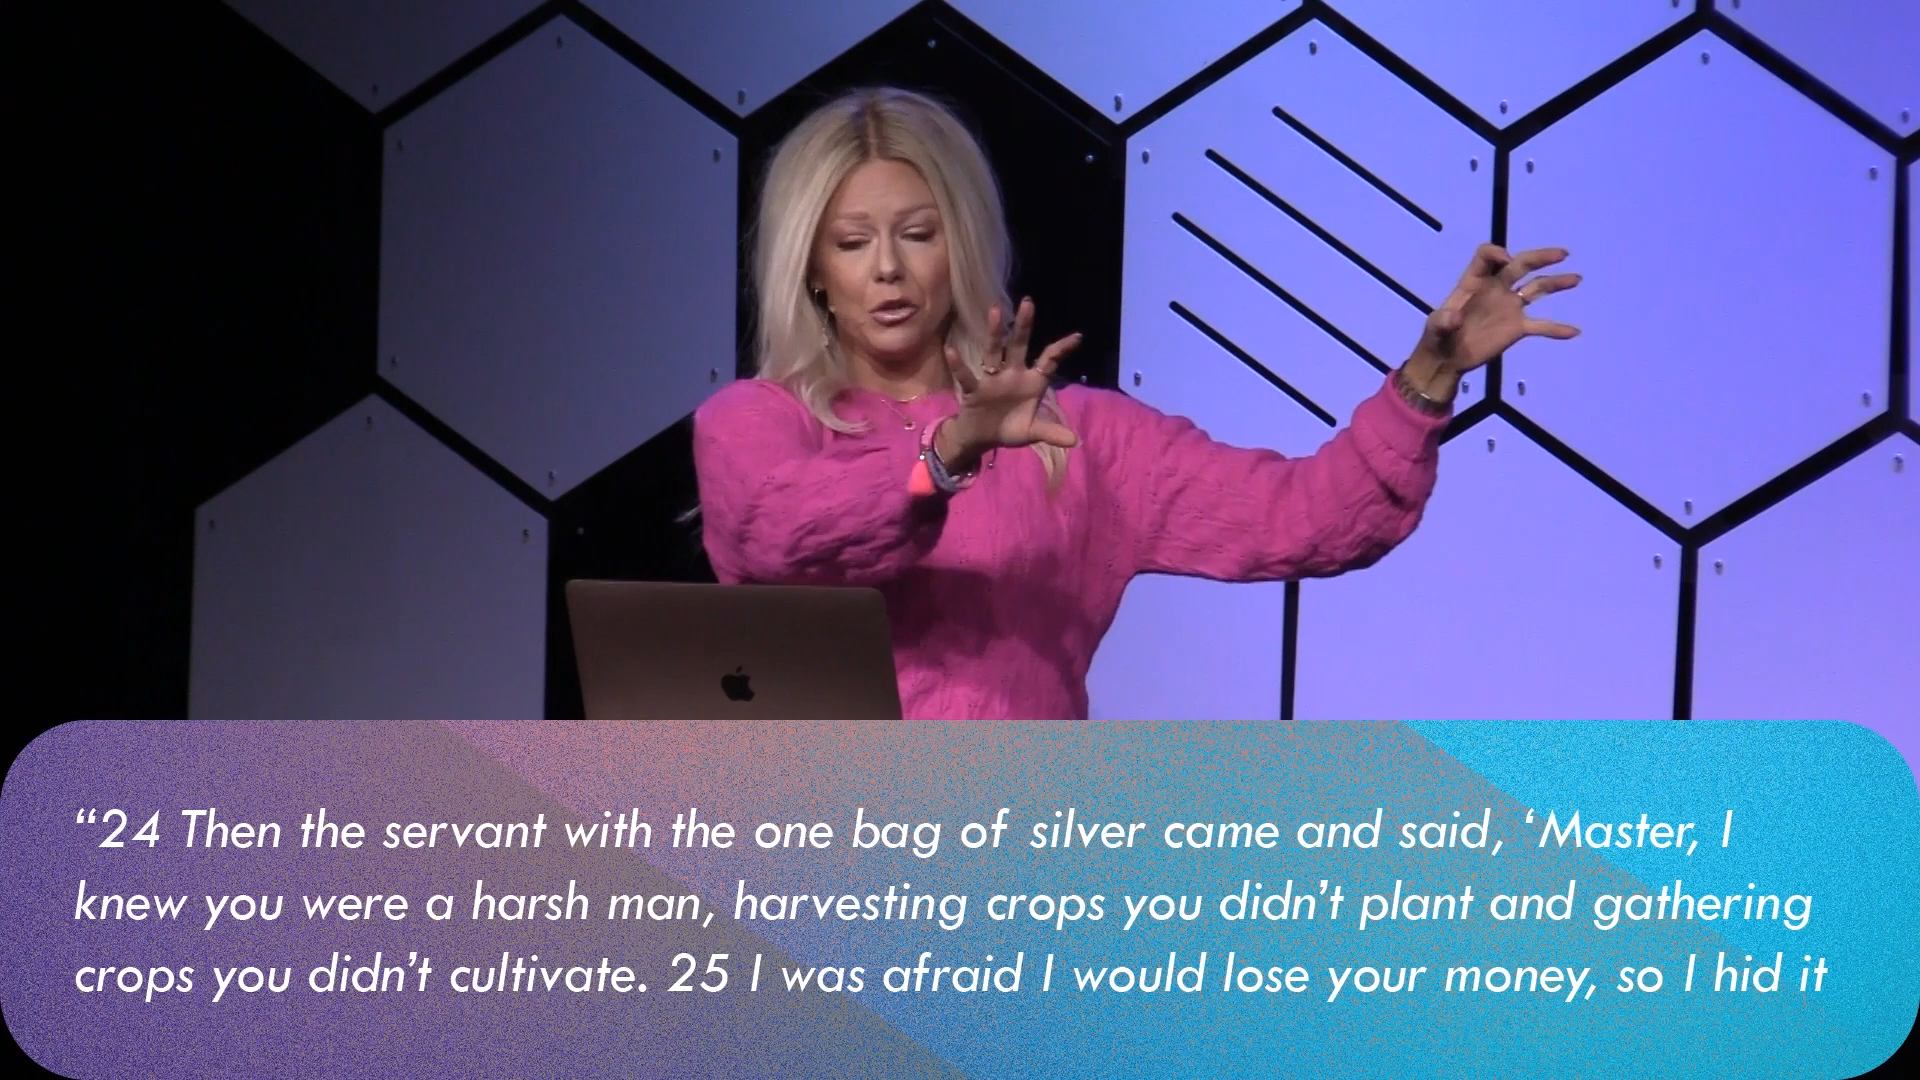 “24 Then the servant with the one bag of silver came and said, ‘Master, I
knew you were a harsh man, harvesting crops you didn’t plant and gathering
crops you didn’t cultivate. 25 I was afraid I would lose your money, so I hid it